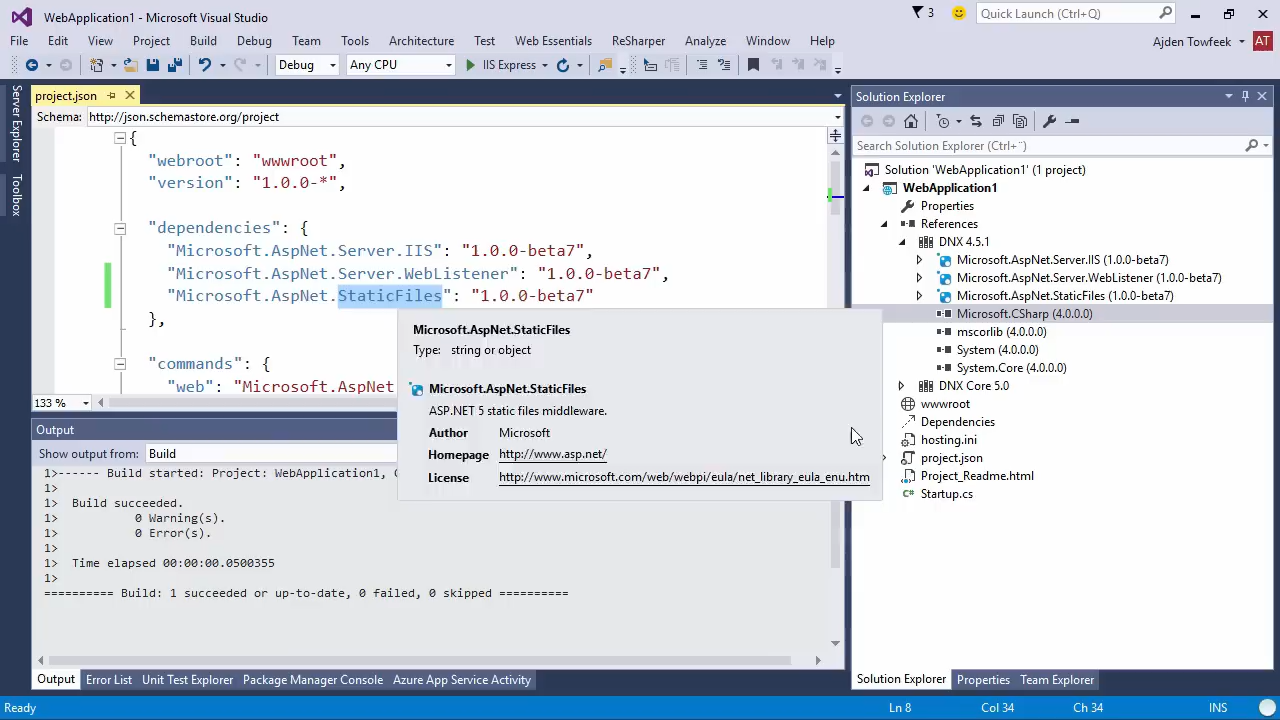 WebApplication1 - Microsoft Visual Studio
3
Quick Launch (Ctrl+Q)
File Edit View Project Build Debug Team Tools Architecture Test Web Essentials ReSharper Analyze Window Help
Ajden Towfeek
AT
Debug
Any CPU
IIS Express
Server Explorer
Toolbox
project.json
Schema: http://json.schemastore.org/project
{
"webroot": "wwwroot",
"version": "1.0.0-*",
"dependencies": {
"Microsoft.AspNet.Server.IIS": "1.0.0-beta7",
"Microsoft.AspNet.Server.WebListener": "1.0.0-beta7",
"Microsoft.AspNet.StaticFiles": "1.0.0-beta7"
},
"commands": {
"web": "Microsoft.AspNet
133 %
Microsoft.AspNet.StaticFiles
Type: string or object
Microsoft.AspNet.StaticFiles
ASP.NET 5 static files middleware.
Author Microsoft
Homepage http://www.asp.net/
License http://www.microsoft.com/web/webpi/eula/net_library_eula_enu.htm
Output
Show output from: Build
1>------ Build started: Project: WebApplication1, C
1>
1> Build succeeded.
1> 0 Warning(s).
1> 0 Error(s).
1>
1> Time elapsed 00:00:00.0500355
1>
========== Build: 1 succeeded or up-to-date, 0 failed, 0 skipped ==========
Output Error List Unit Test Explorer Package Manager Console Azure App Service Activity
Solution Explorer
Search Solution Explorer (Ctrl+¨)
Solution 'WebApplication1' (1 project)
WebApplication1
Properties
References
DNX 4.5.1
Microsoft.AspNet.Server.IIS (1.0.0-beta7)
Microsoft.AspNet.Server.WebListener (1.0.0-beta7)
Microsoft.AspNet.StaticFiles (1.0.0-beta7)
Microsoft.CSharp (4.0.0.0)
mscorlib (4.0.0.0)
System (4.0.0.0)
System.Core (4.0.0.0)
DNX Core 5.0
wwwroot
Dependencies
hosting.ini
project.json
Project_Readme.html
Startup.cs
Solution Explorer Properties Team Explorer
Ready
Ln 8
Col 34
Ch 34
INS